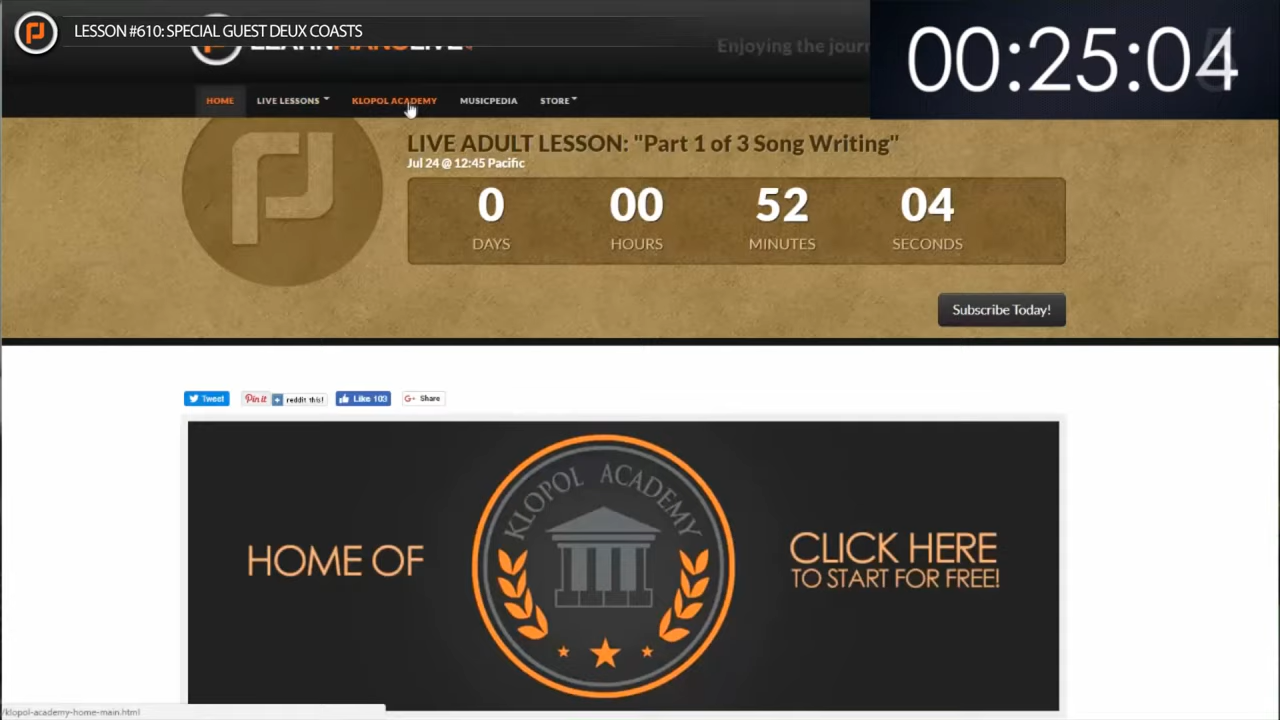 LESSON #610: SPECIAL GUEST DEUX COASTS
LEARNPIANOLIVE
Enjoying the jour
00:25:04
HOME LIVE LESSONS KLOPOL ACADEMY MUSICPEDIA STORE
LIVE ADULT LESSON: "Part 1 of 3 Song Writing"
Jul 24 @ 12:45 Pacific
0 00 52 04
DAYS HOURS MINUTES SECONDS
Subscribe Today!
Tweet Pin it reddit this! Like 103 Share
KLOPOL ACADEMY
HOME OF
CLICK HERE
TO START FOR FREE!
/klopol-academy-home-main.html